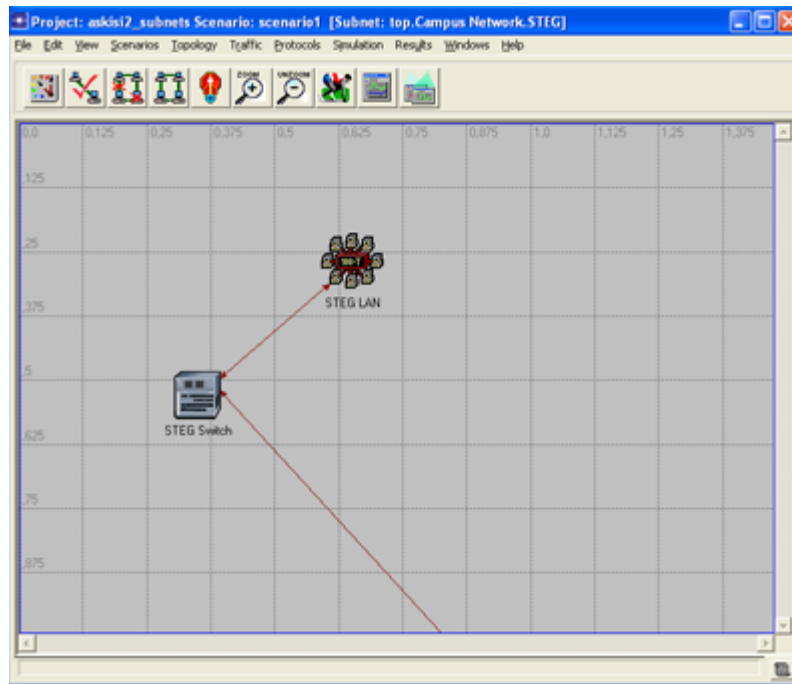 Project: askisi2_subnets Scenario: scenario1 [Subnet: top.Campus Network.STEG]
File Edit View Scenarios Topology Traffic Protocols Simulation Results Windows Help
ZOOM UNZOOM
0,0 0,125 0,25 0,375 0,5 0,625 0,75 0,875 1,0 1,125 1,25 1,375
,125
,25
STEG LAN
,375
,5
STEG Switch
,625
,75
,875